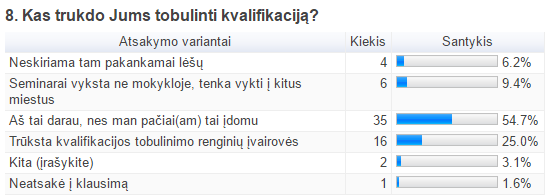 8. Kas trukdo Jums tobulinti kvalifikaciją?
Atsakymo variantai Kiekis Santykis
Neskiriama tam pakankamai lėšų 4 6.2%
Seminarai vyksta ne mokykloje, tenka vykti į kitus miestus 6 9.4%
Aš tai darau, nes man pačiai(am) tai įdomu 35 54.7%
Trūksta kvalifikacijos tobulinimo renginių įvairovės 16 25.0%
Kita (įrašykite) 2 3.1%
Neatsakė į klausimą 1 1.6%